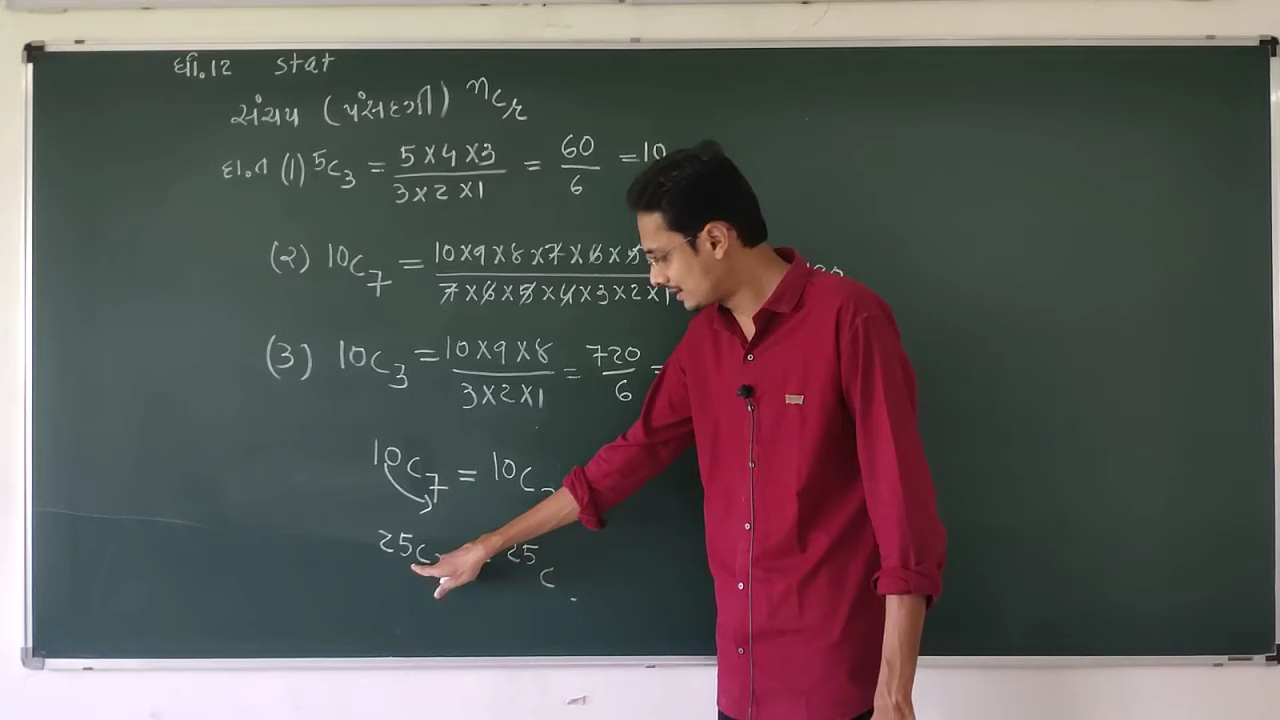 ધો.12 stat
સંચય (પસંદગી) ⁿCᵣ
દા.ત (1) ⁵C₃ = 5×4×3 / 3×2×1 = 60 / 6 = 10
(2) ¹⁰C₇ = 10×9×8×7×6×5 / 7×6×5×4×3×2×1
(3) ¹⁰C₃ = 10×9×8 / 3×2×1 = 720 / 6 =
¹⁰C₇ = ¹⁰C
²⁵C ²⁵C